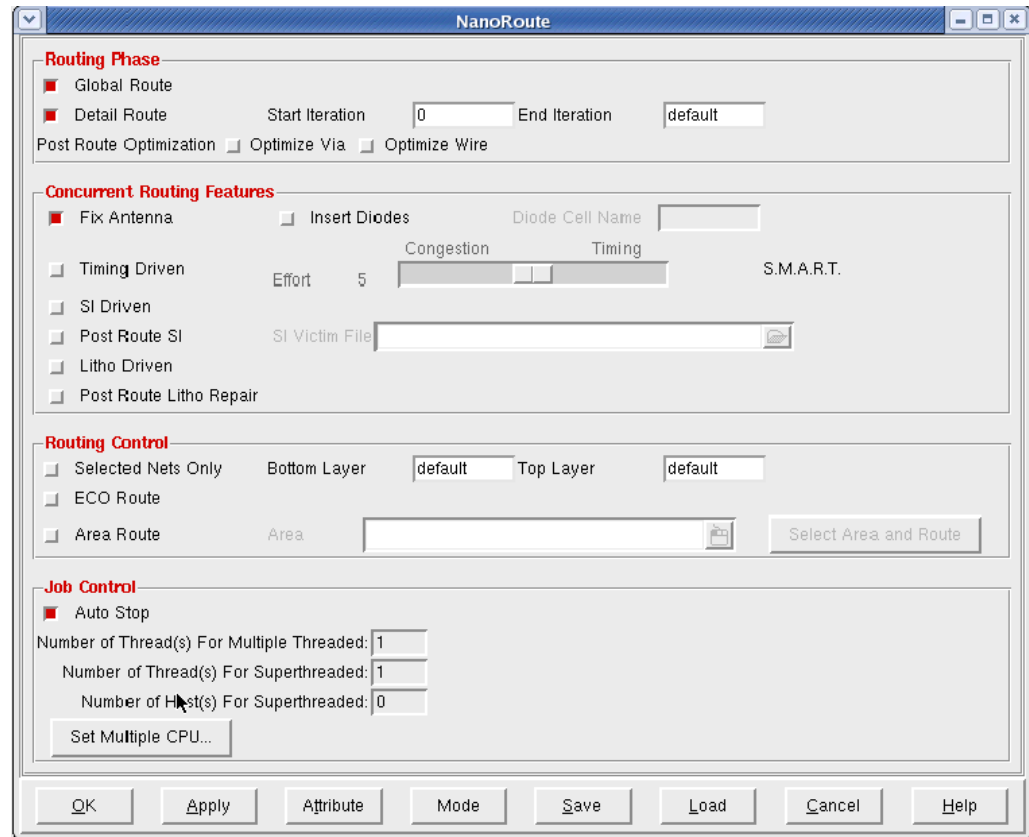 NanoRoute
Routing Phase
Global Route
Detail Route Start Iteration 0 End Iteration default
Post Route Optimization Optimize Via Optimize Wire
Concurrent Routing Features
Fix Antenna Insert Diodes Diode Cell Name
Congestion Timing
Timing Driven Effort 5 S.M.A.R.T.
SI Driven
Post Route SI SI Victim File
Litho Driven
Post Route Litho Repair
Routing Control
Selected Nets Only Bottom Layer default Top Layer default
ECO Route
Area Route Area Select Area and Route
Job Control
Auto Stop
Number of Thread(s) For Multiple Threaded: 1
Number of Thread(s) For Superthreaded: 1
Number of Host(s) For Superthreaded: 0
Set Multiple CPU...
OK Apply Attribute Mode Save Load Cancel Help